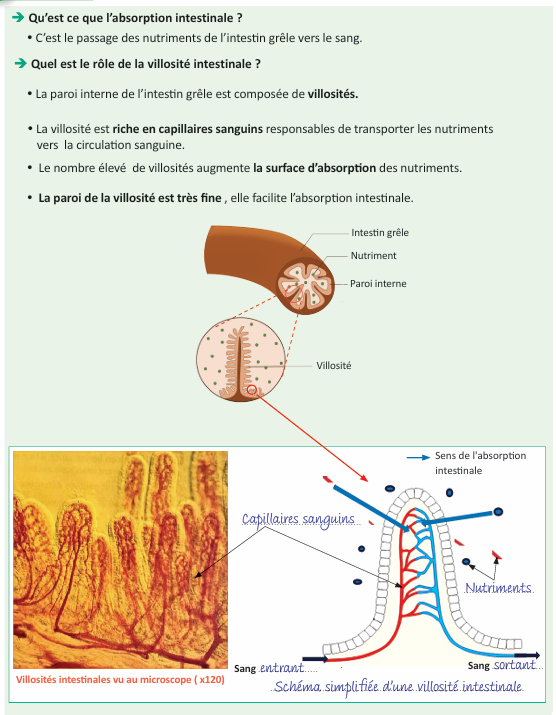 ➔ Qu'est ce que l'absorption intestinale ?
• C'est le passage des nutriments de l'intestin grêle vers le sang.
➔ Quel est le rôle de la villosité intestinale ?
• La paroi interne de l'intestin grêle est composée de villosités.
• La villosité est riche en capillaires sanguins responsables de transporter les nutriments
vers la circulation sanguine.
• Le nombre élevé de villosités augmente la surface d'absorption des nutriments.
• La paroi de la villosité est très fine , elle facilite l'absorption intestinale.
Intestin grêle
Nutriment
Paroi interne
Villosité
Sens de l'absorption
intestinale
Capillaires sanguins
Nutriments
Sang entrant
Sang sortant
Villosités intestinales vu au microscope ( x120)
Schéma simplifiée d'une villosité intestinale